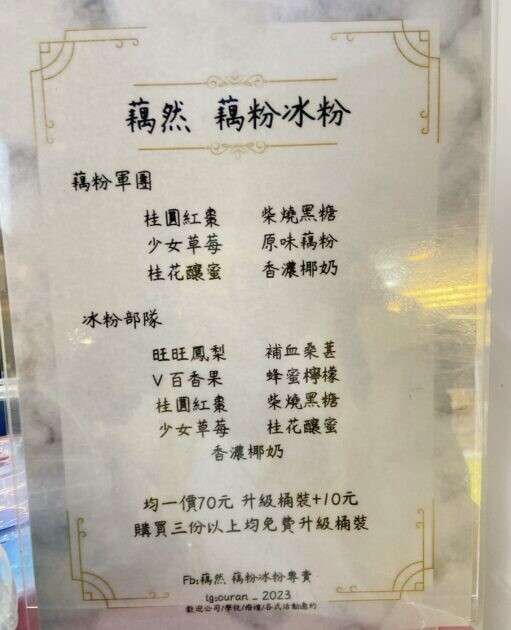 藕然 藕粉冰粉
藕粉軍團
桂圓紅棗 柴燒黑糖
少女草莓 原味藕粉
桂花釀蜜 香濃椰奶
冰粉部隊
旺旺鳳梨 補血桑葚
V百香果 蜂蜜檸檬
桂圓紅棗 柴燒黑糖
少女草莓 桂花釀蜜
香濃椰奶
均一價70元 升級桶裝+10元
購買三份以上均免費升級桶裝
Fb:藕然 藕粉冰粉專賣
ig:ouran _ 2023
歡迎公司/學校/婚禮/各式活動邀約